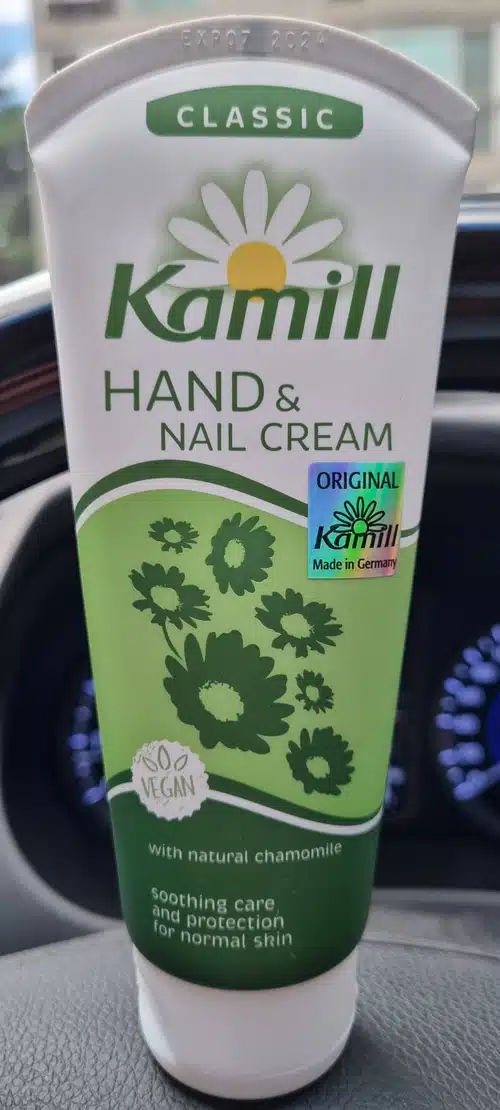 EXP07 2024
CLASSIC
Kamill
HAND &
NAIL CREAM
ORIGINAL
Kamill
Made in Germany
VEGAN
with natural chamomile
soothing care
and protection
for normal skin